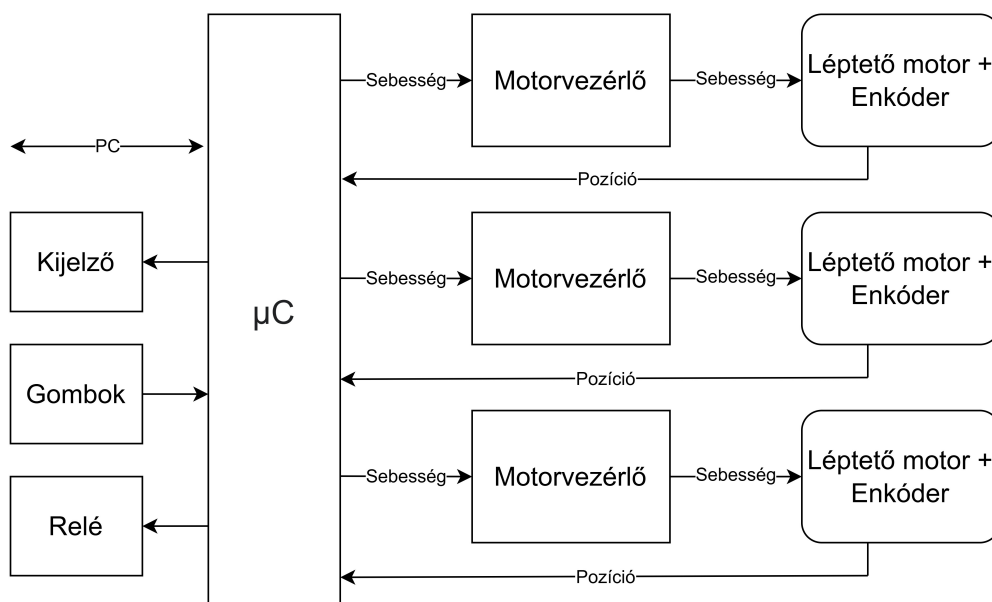 Sebesség
Motorvezérlő
Sebesség
Léptető motor +
Enkóder
PC
Pozíció
Kijelző
Sebesség
Motorvezérlő
Sebesség
Léptető motor +
Enkóder
µC
Pozíció
Gombok
Sebesség
Motorvezérlő
Sebesség
Léptető motor +
Enkóder
Relé
Pozíció